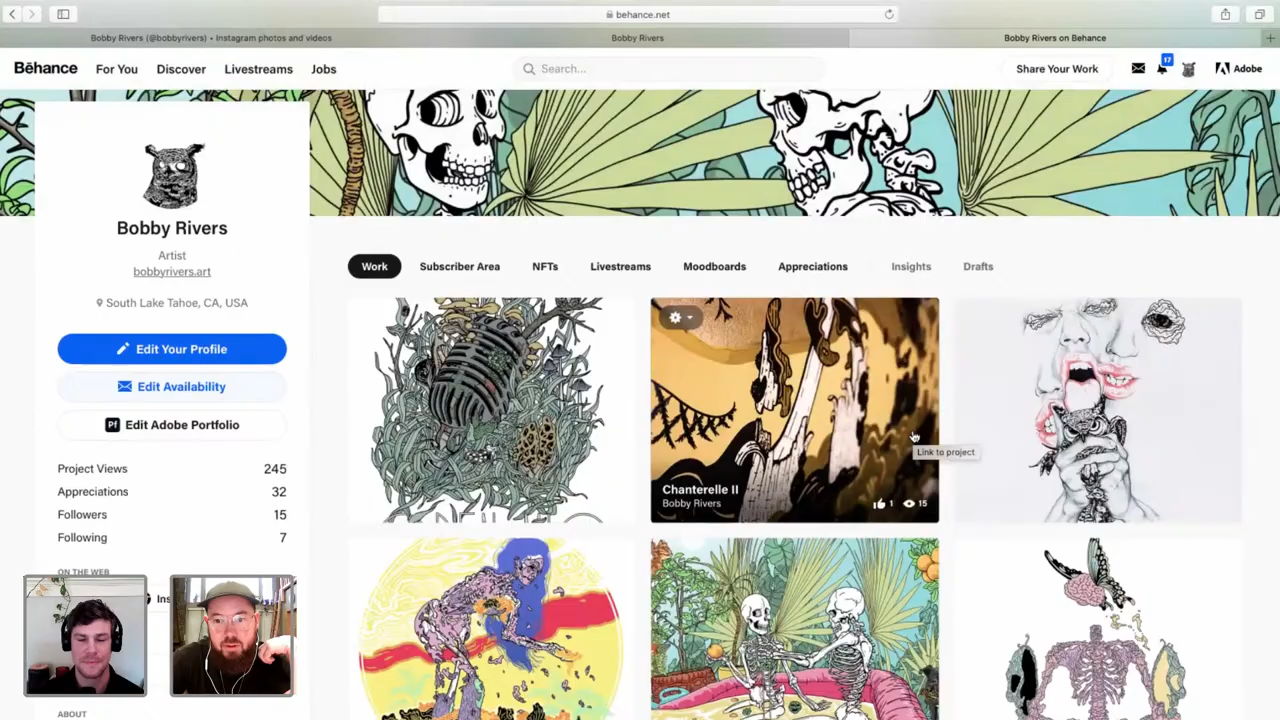 behance.net
Bobby Rivers (@bobbyrivers) • Instagram photos and videos
Bobby Rivers
Bobby Rivers on Behance
Bēhance
For You
Discover
Livestreams
Jobs
Search...
Share Your Work
17
Adobe
Bobby Rivers
Artist
bobbyrivers.art
South Lake Tahoe, CA, USA
Edit Your Profile
Edit Availability
Pf Edit Adobe Portfolio
Project Views 245
Appreciations 32
Followers 15
Following 7
ON THE WEB
Ins
ABOUT
Work
Subscriber Area
NFTs
Livestreams
Moodboards
Appreciations
Insights
Drafts
Link to project
Chanterelle II
Bobby Rivers
1
15